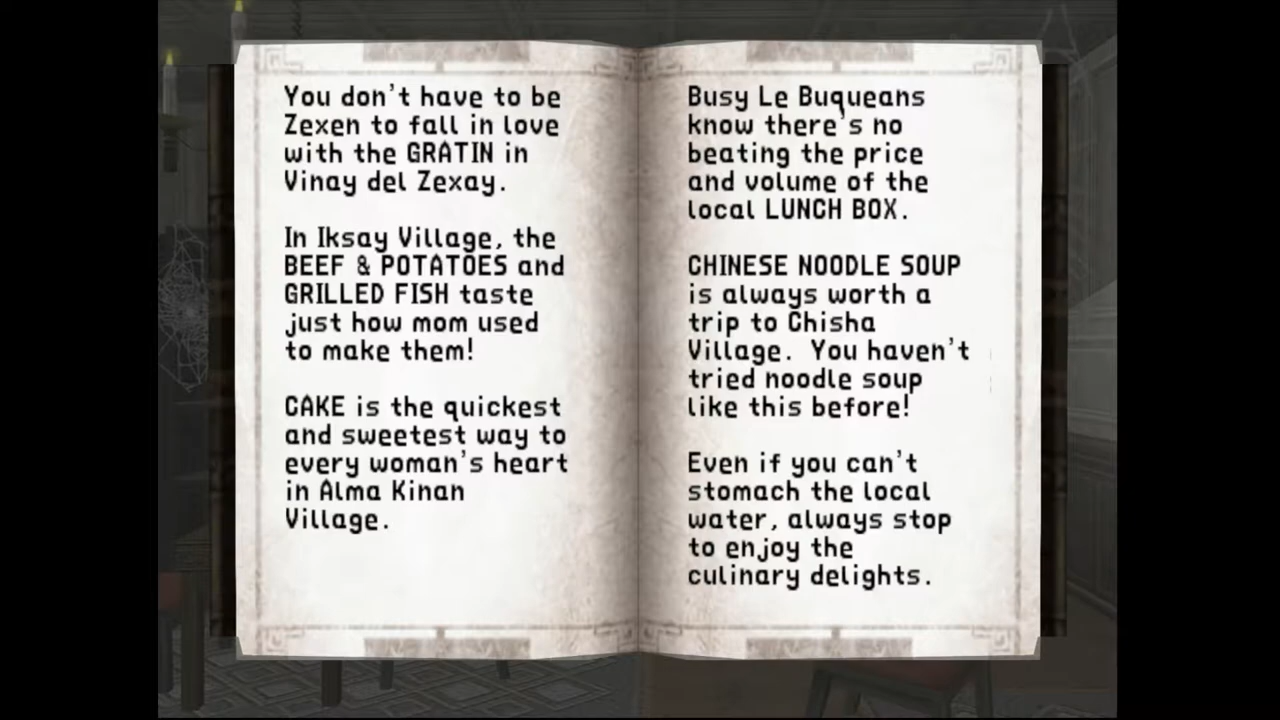 You don't have to be
Zexen to fall in love
with the GRATIN in
Vinay del Zexay.
In Iksay Village, the
BEEF & POTATOES and
GRILLED FISH taste
just how mom used
to make them!
CAKE is the quickest
and sweetest way to
every woman's heart
in Alma Kinan
Village.
Busy Le Buqueans
know there's no
beating the price
and volume of the
local LUNCH BOX.
CHINESE NOODLE SOUP
is always worth a
trip to Chisha
Village. You haven't
tried noodle soup
like this before!
Even if you can't
stomach the local
water, always stop
to enjoy the
culinary delights.